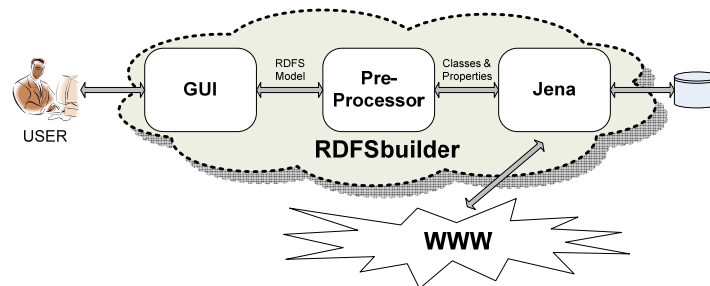 USER
GUI
RDFS
Model
Pre-
Processor
Classes &
Properties
Jena
RDFSbuilder
WWW